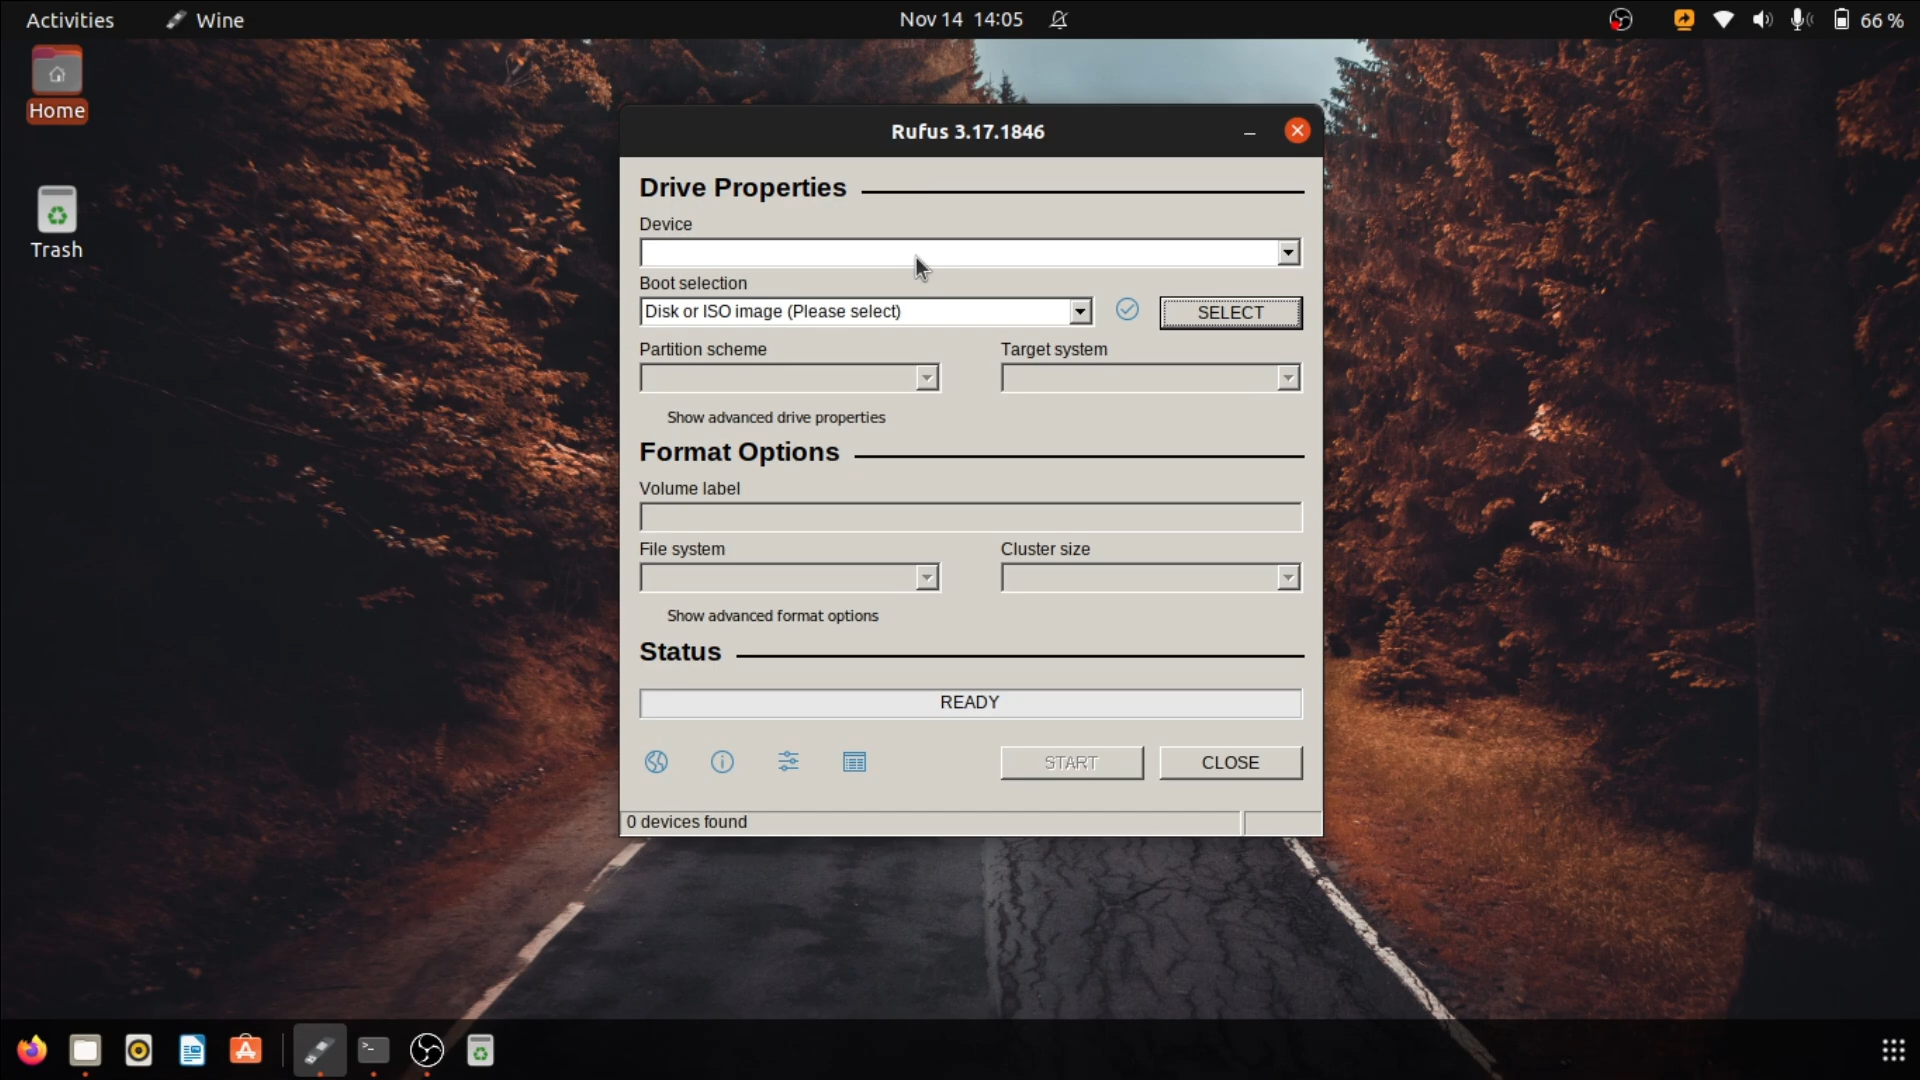 Activities
Wine
Nov 14 14:05
66 %
Home
Trash
Rufus 3.17.1846
Drive Properties
Device
Boot selection
Disk or ISO image (Please select)
SELECT
Partition scheme
Target system
Show advanced drive properties
Format Options
Volume label
File system
Cluster size
Show advanced format options
Status
READY
START
CLOSE
0 devices found